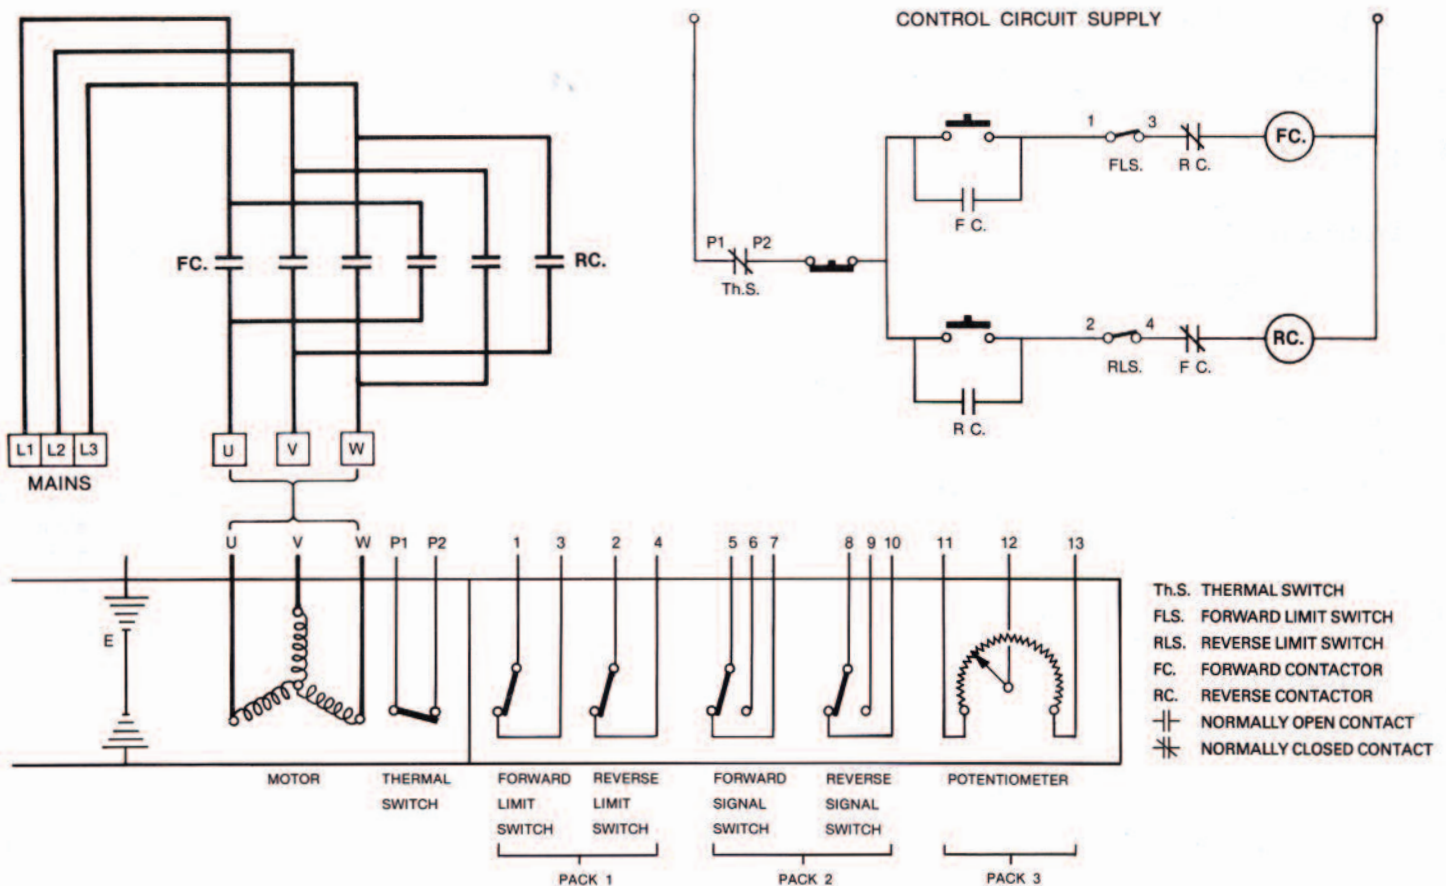 CONTROL CIRCUIT SUPPLY
1 3
FC.
FLS. R C.
F C.
FC. RC.
P1 P2
Th.S.
2 4
RC.
RLS. F C.
R C.
L1 L2 L3 U V W
MAINS
U V W P1 P2 1 3 2 4 5 6 7 8 9 10 11 12 13
E
Th.S. THERMAL SWITCH
FLS. FORWARD LIMIT SWITCH
RLS. REVERSE LIMIT SWITCH
FC. FORWARD CONTACTOR
RC. REVERSE CONTACTOR
NORMALLY OPEN CONTACT
NORMALLY CLOSED CONTACT
MOTOR
THERMAL
SWITCH
FORWARD
LIMIT
SWITCH
REVERSE
LIMIT
SWITCH
FORWARD
SIGNAL
SWITCH
REVERSE
SIGNAL
SWITCH
POTENTIOMETER
PACK 1 PACK 2 PACK 3